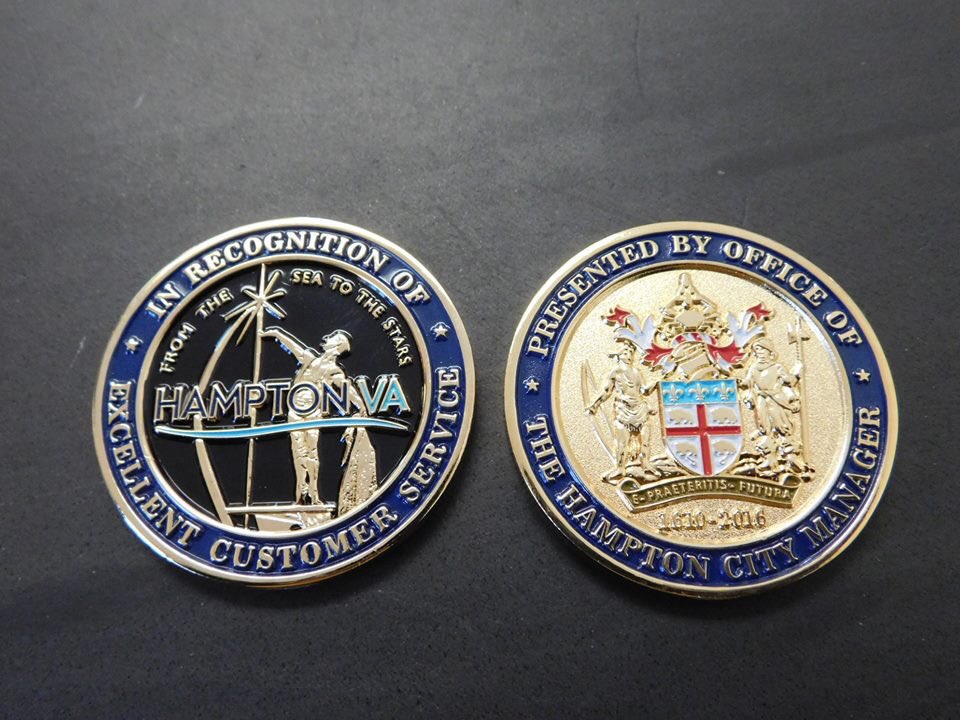 IN RECOGNITION OF
FROM THE SEA TO THE STARS
HAMPTON VA
EXCELLENT CUSTOMER SERVICE
PRESENTED BY OFFICE OF
E-PRAETERITIS-FUTURA
1610-2016
THE HAMPTON CITY MANAGER